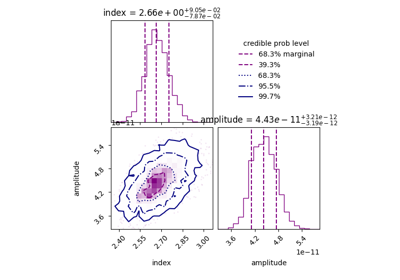 index = 2.66e+00 +9.05e−02 −7.87e−02
credible prob level
68.3% marginal
39.3%
68.3%
95.5%
99.7%
1e−11
amplitude = 4.43e−11 +3.21e−12 −3.19e−12
amplitude
5.4
4.8
4.2
3.6
2.40 2.55 2.70 2.85 3.00
3.6 4.2 4.8 5.4
1e−11
index
amplitude